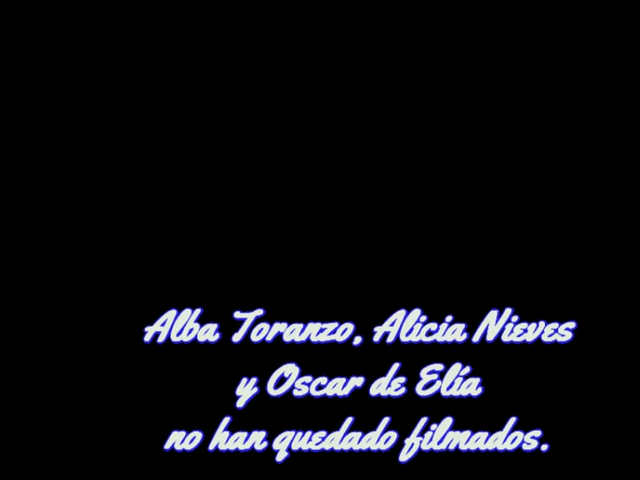 Alba Toranzo, Alicia Nieves
y Oscar de Elía
no han quedado filmados.